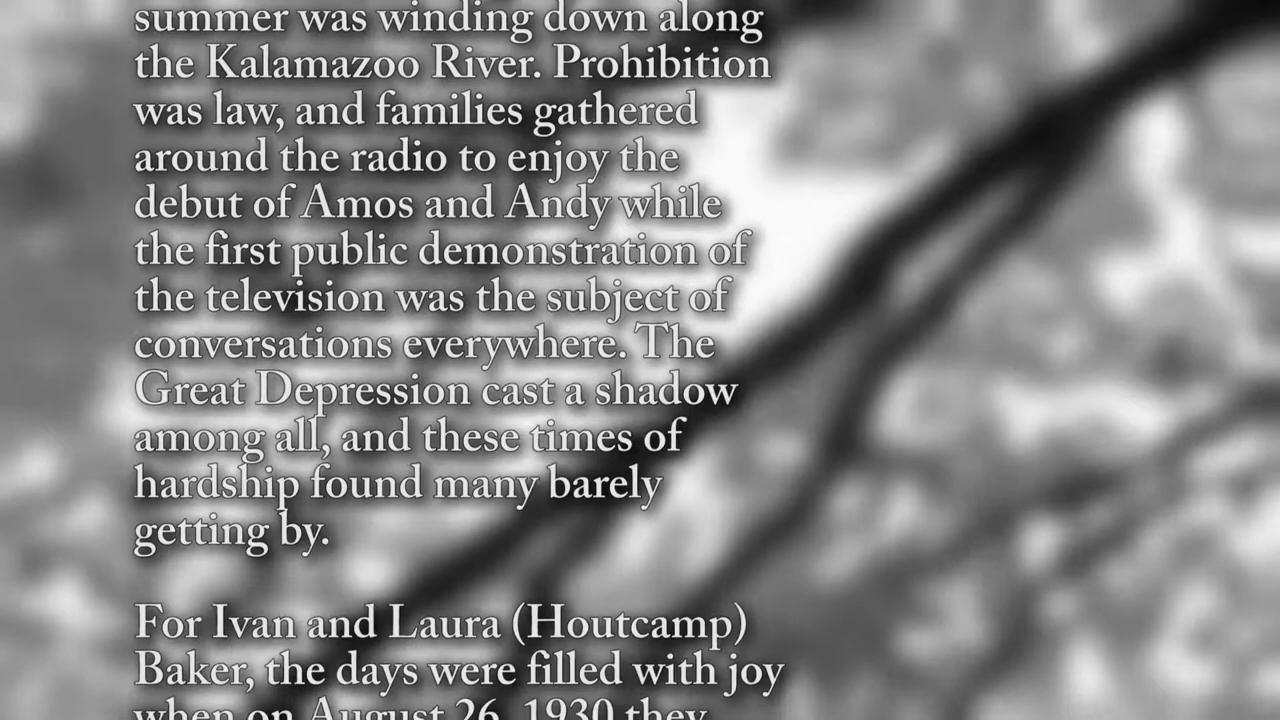 summer was winding down along
the Kalamazoo River. Prohibition
was law, and families gathered
around the radio to enjoy the
debut of Amos and Andy while
the first public demonstration of
the television was the subject of
conversations everywhere. The
Great Depression cast a shadow
among all, and these times of
hardship found many barely
getting by.
For Ivan and Laura (Houtcamp)
Baker, the days were filled with joy
when on August 26, 1930 they